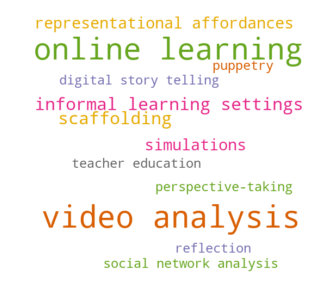 representational affordances
online learning
puppetry
digital story telling
informal learning settings
scaffolding
simulations
teacher education
perspective-taking
video analysis
reflection
social network analysis